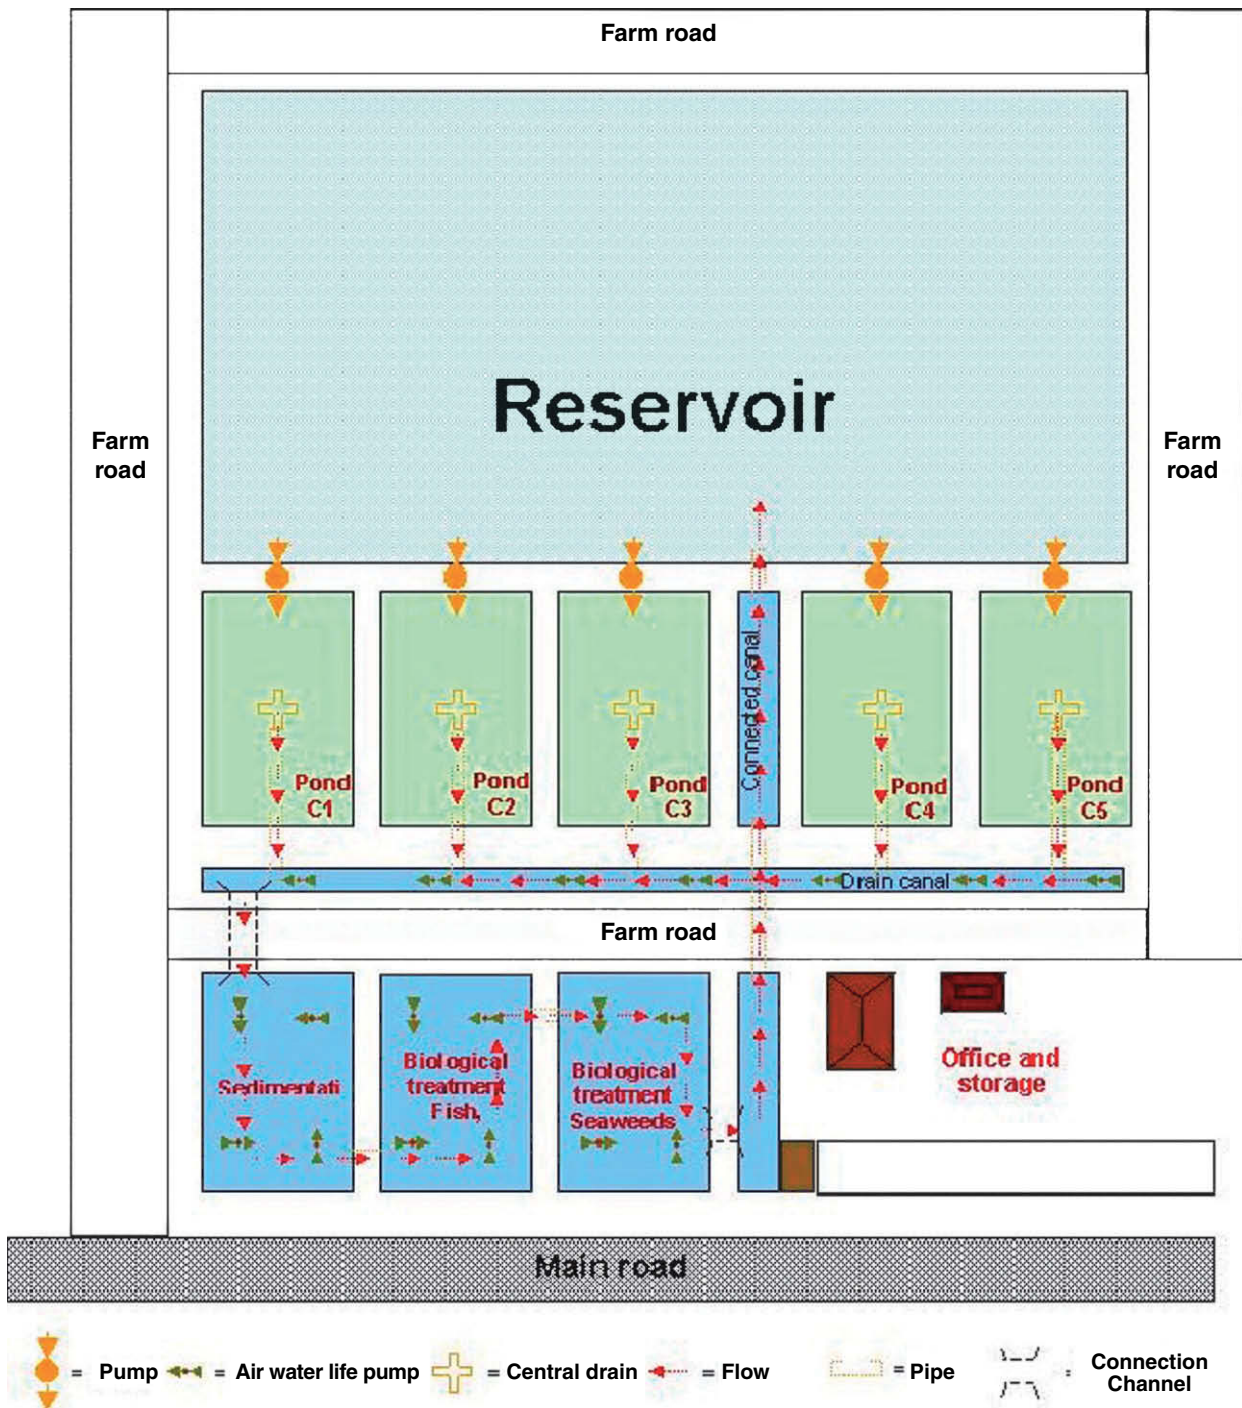 Farm road
Reservoir
Farm
road
Farm
road
Connected canal
Pond
C1
Pond
C2
Pond
C3
Pond
C4
Pond
C5
Drain canal
Farm road
Sedimentati
Biological
treatment
Fish,
Biological
treatment
Seaweeds
Office and
storage
Main road
= Pump
= Air water life pump
= Central drain
= Flow
= Pipe
Connection
Channel